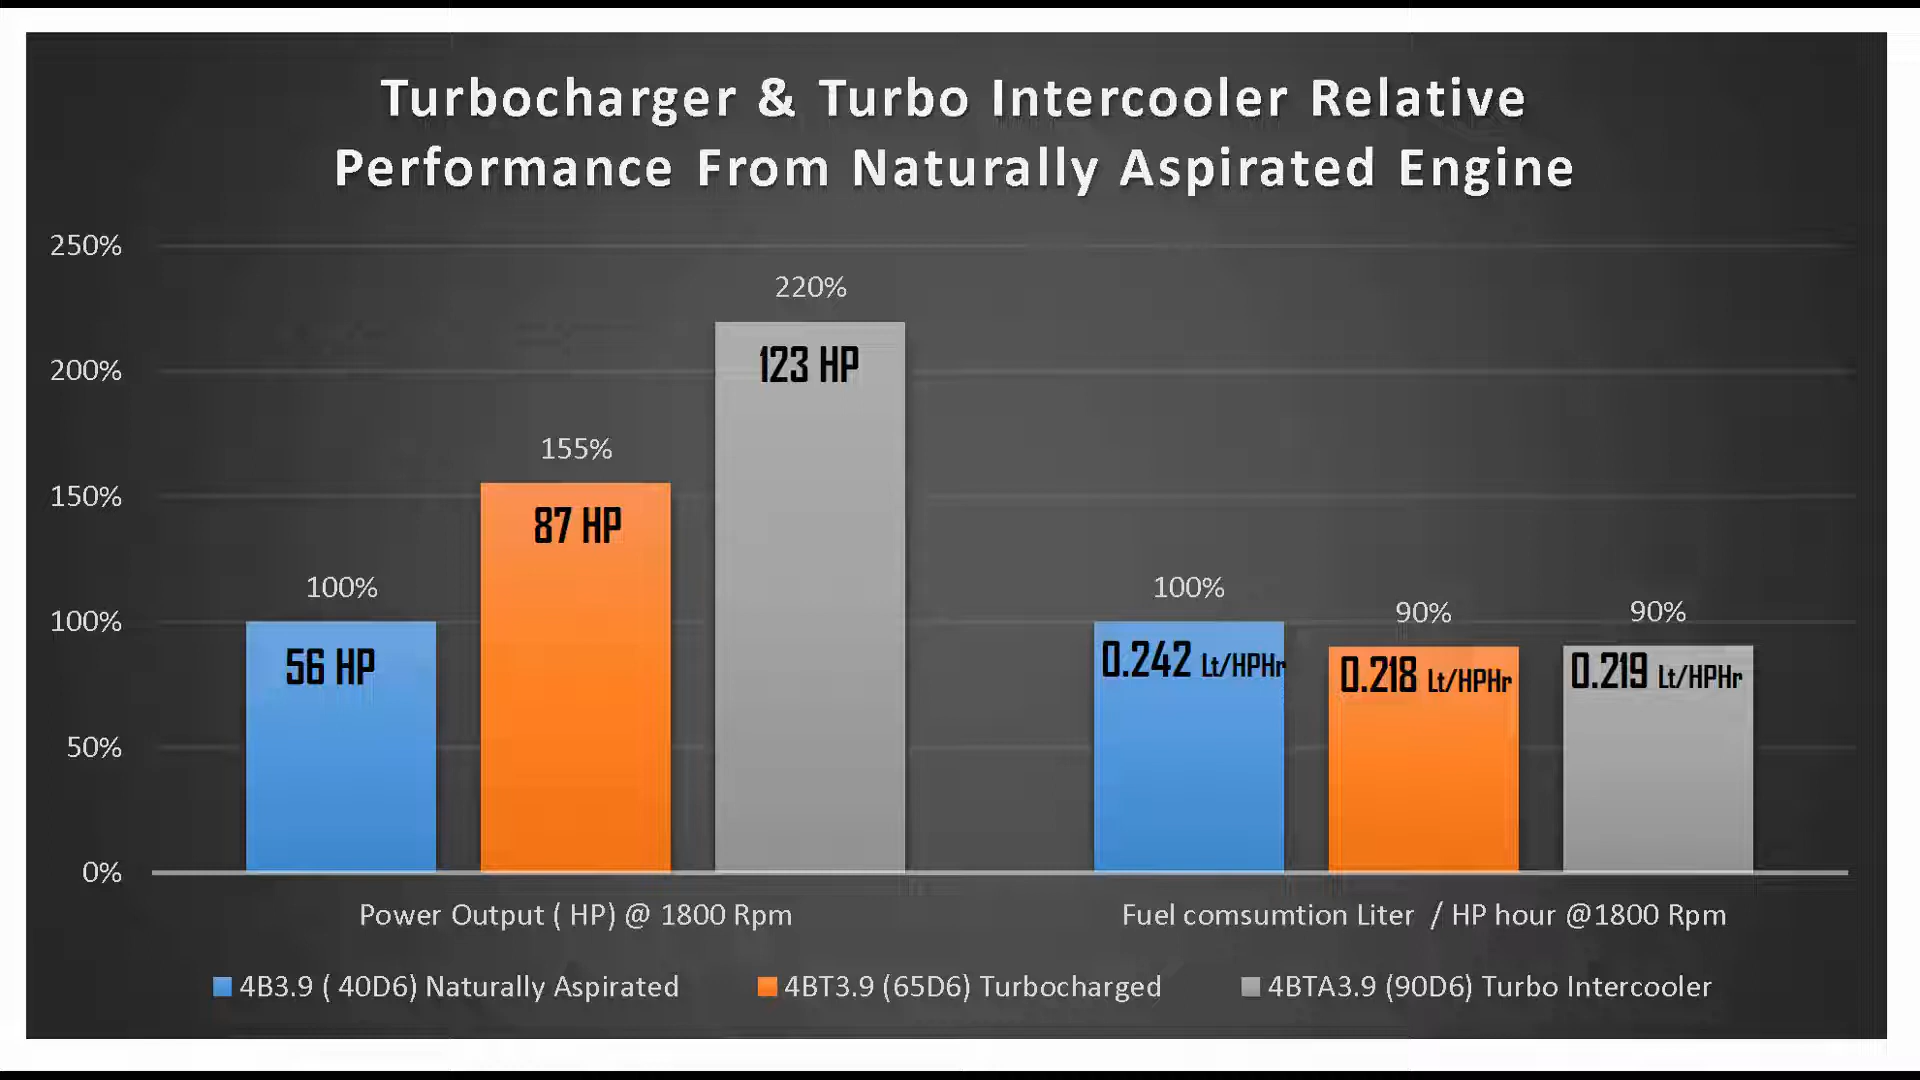 Turbocharger & Turbo Intercooler Relative
Performance From Naturally Aspirated Engine
250%
200%
150%
100%
50%
0%
100%
56 HP
155%
87 HP
220%
123 HP
100%
0.242 Lt/HPHr
90%
0.218 Lt/HPHr
90%
0.219 Lt/HPHr
Power Output ( HP) @ 1800 Rpm
Fuel comsumtion Liter / HP hour @1800 Rpm
4B3.9 ( 40D6) Naturally Aspirated
4BT3.9 (65D6) Turbocharged
4BTA3.9 (90D6) Turbo Intercooler